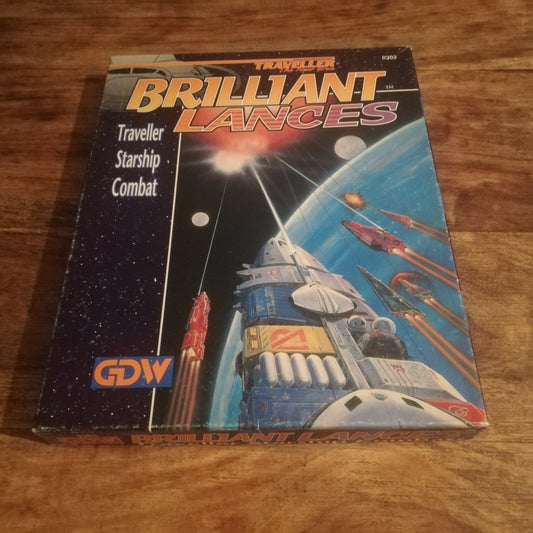 TRAVELLER
0303
BRILLIANT
LANCES
TM
Traveller
Starship
Combat
GDW
BRILLIANT LANCES